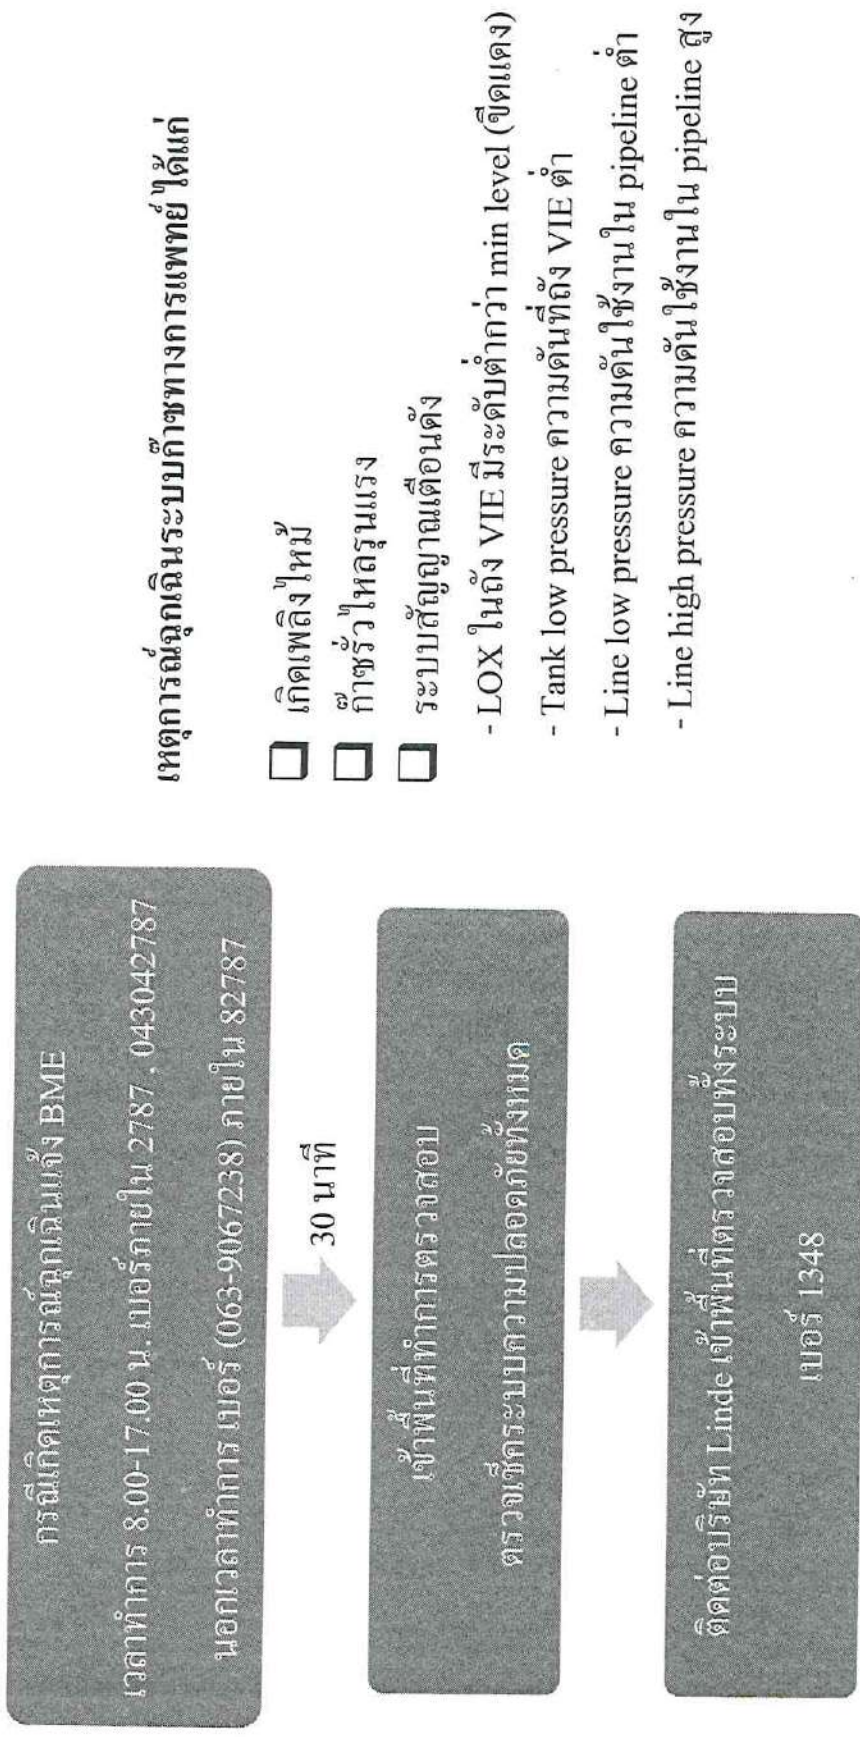 กรณีเกิดเหตุการณ์ฉุกเฉินแจ้ง BME
เวลาทำการ 8.00-17.00 น. เบอร์ภายใน 2787 , 043042787
นอกเวลาทำการ เบอร์ (063-9067238) ภายใน 82787
30 นาที
เข้าพื้นที่ทำการตรวจสอบ
ตรวจเช็คระบบความปลอดภัยทั้งหมด
ติดต่อบริษัท Linde เข้าพื้นที่ตรวจสอบทั้งระบบ
เบอร์ 1348
เหตุการณ์ฉุกเฉินระบบก๊าซทางการแพทย์ ได้แก่
เกิดเพลิงไหม้
ก๊าซรั่วไหลรุนแรง
ระบบสัญญาณเตือนดัง
- LOX ในถัง VIE มีระดับต่ำกว่า min level (ขีดแดง)
- Tank low pressure ความดันที่ถัง VIE ต่ำ
- Line low pressure ความดันใช้งานใน pipeline ต่ำ
- Line high pressure ความดันใช้งานใน pipeline สูง